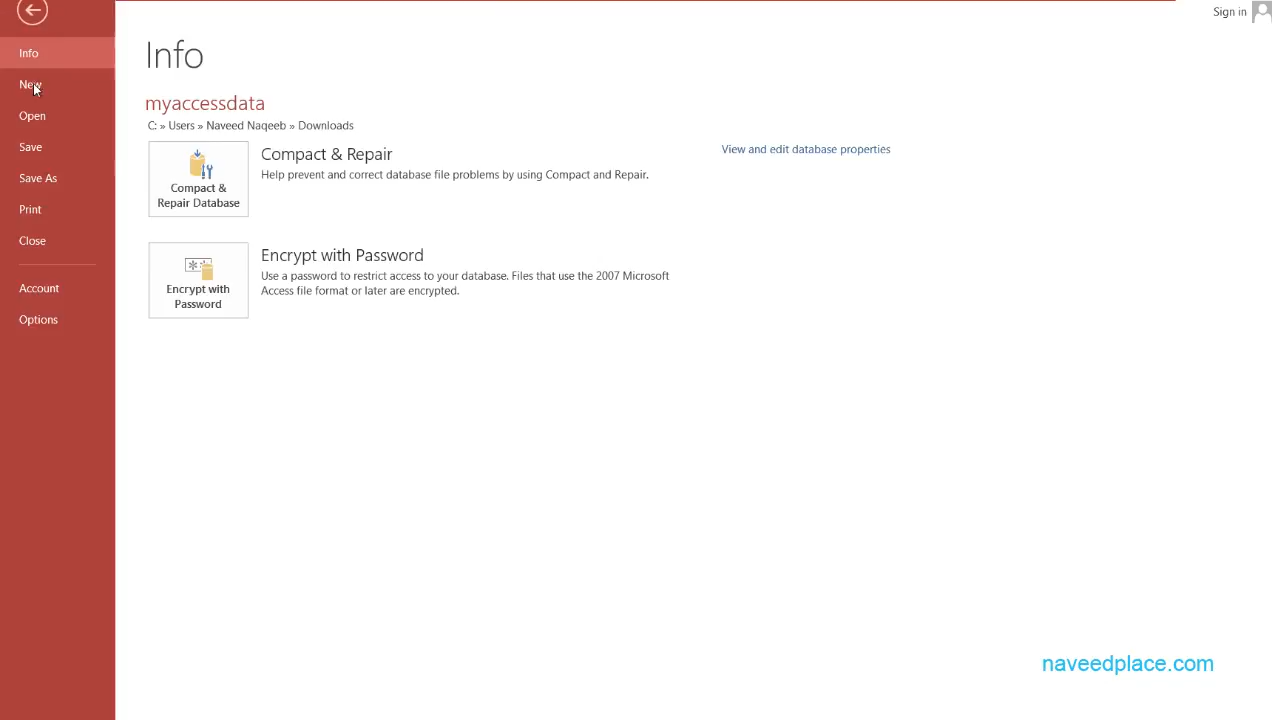 Sign in
Info
New
Open
Save
Save As
Print
Close
Account
Options
Info
myaccessdata
C: » Users » Naveed Naqeeb » Downloads
Compact &
Repair Database
Compact & Repair
Help prevent and correct database file problems by using Compact and Repair.
View and edit database properties
Encrypt with
Password
Encrypt with Password
Use a password to restrict access to your database. Files that use the 2007 Microsoft
Access file format or later are encrypted.
naveedplace.com